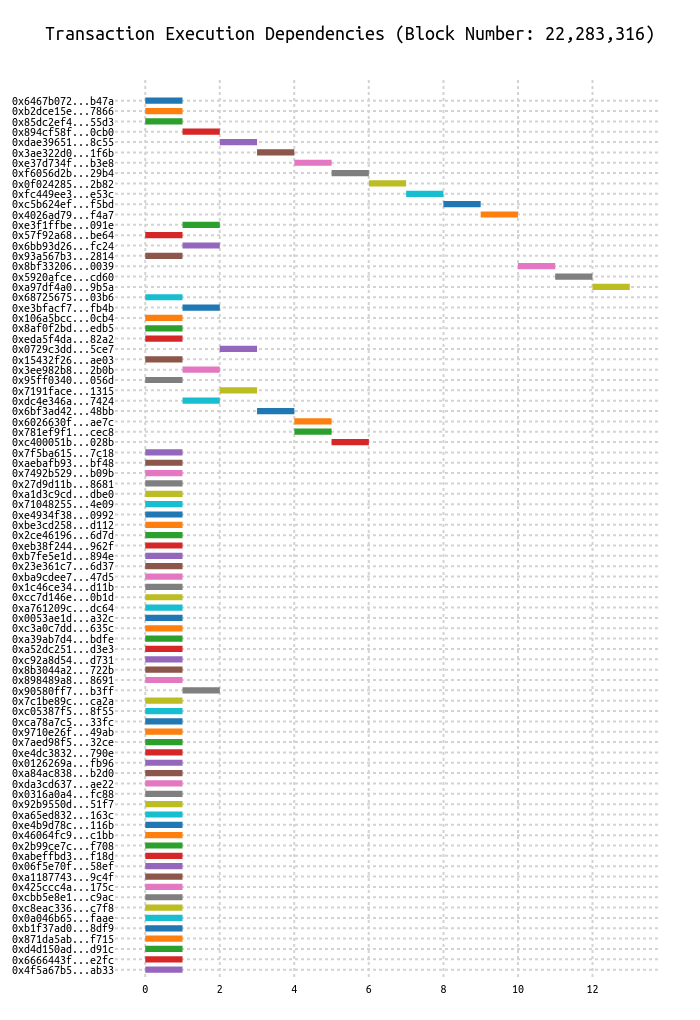 Transaction Execution Dependencies (Block Number: 22,283,316)
0x6467b072...b47a
0xb2dce15e...7866
0x85dc2ef4...55d3
0x894cf58f...0cb0
0xdae39651...8c55
0x3ae322d0...1f6b
0xe37d734f...b3e8
0xf6056d2b...29b4
0x0f024285...2b82
0xfc449ee3...e53c
0xc5b624ef...f5bd
0x4026ad79...f4a7
0xe3f1ffbe...091e
0x57f92a68...be64
0x6bb93d26...fc24
0x93a567b3...2814
0x8bf33206...0039
0x5920afce...cd60
0xa97df4a0...9b5a
0x68725675...03b6
0xe3bfacf7...fb4b
0x106a5bcc...0cb4
0x8af0f2bd...edb5
0xeda5f4da...82a2
0x0729c3dd...5ce7
0x15432f26...ae03
0x3ee982b8...2b0b
0x95ff0340...056d
0x7191face...1315
0xdc4e346a...7424
0x6bf3ad42...48bb
0x6026630f...ae7c
0x781ef9f1...cec8
0xc400051b...028b
0x7f5ba615...7c18
0xaebafb93...bf48
0x7492b529...b09b
0x27d9d11b...8681
0xa1d3c9cd...dbe0
0x71048255...4e09
0xe4934f38...0992
0xbe3cd258...d112
0x2ce46196...6d7d
0xeb38f244...962f
0xb7fe5e1d...894e
0x23e361c7...6d37
0xba9cdee7...47d5
0x1c46ce34...d11b
0xcc7d146e...0b1d
0xa761209c...dc64
0x0053ae1d...a32c
0xc3a0c7dd...635c
0xa39ab7d4...bdfe
0xa52dc251...d3e3
0xc92a8d54...d731
0x8b3044a2...722b
0x898489a8...8691
0x90580ff7...b3ff
0x7c1be89c...ca2a
0xc05387f5...8f55
0xca78a7c5...33fc
0x9710e26f...49ab
0x7aed98f5...32ce
0xe4dc3832...790e
0x0126269a...fb96
0xa84ac838...b2d0
0xda3cd637...ae22
0x0316a0a4...fc88
0x92b9550d...51f7
0xa65ed832...163c
0xe4b9d78c...116b
0x46064fc9...c1bb
0x2b99ce7c...f708
0xabeffbd3...f18d
0x06f5e70f...58ef
0xa1187743...9c4f
0x425ccc4a...175c
0xcbb5e8e1...c9ac
0xc8eac336...c7f8
0x0a046b65...faae
0xb1f37ad0...8df9
0x871da5ab...f715
0xd4d150ad...d91c
0x6666443f...e2fc
0x4f5a67b5...ab33
0 2 4 6 8 10 12